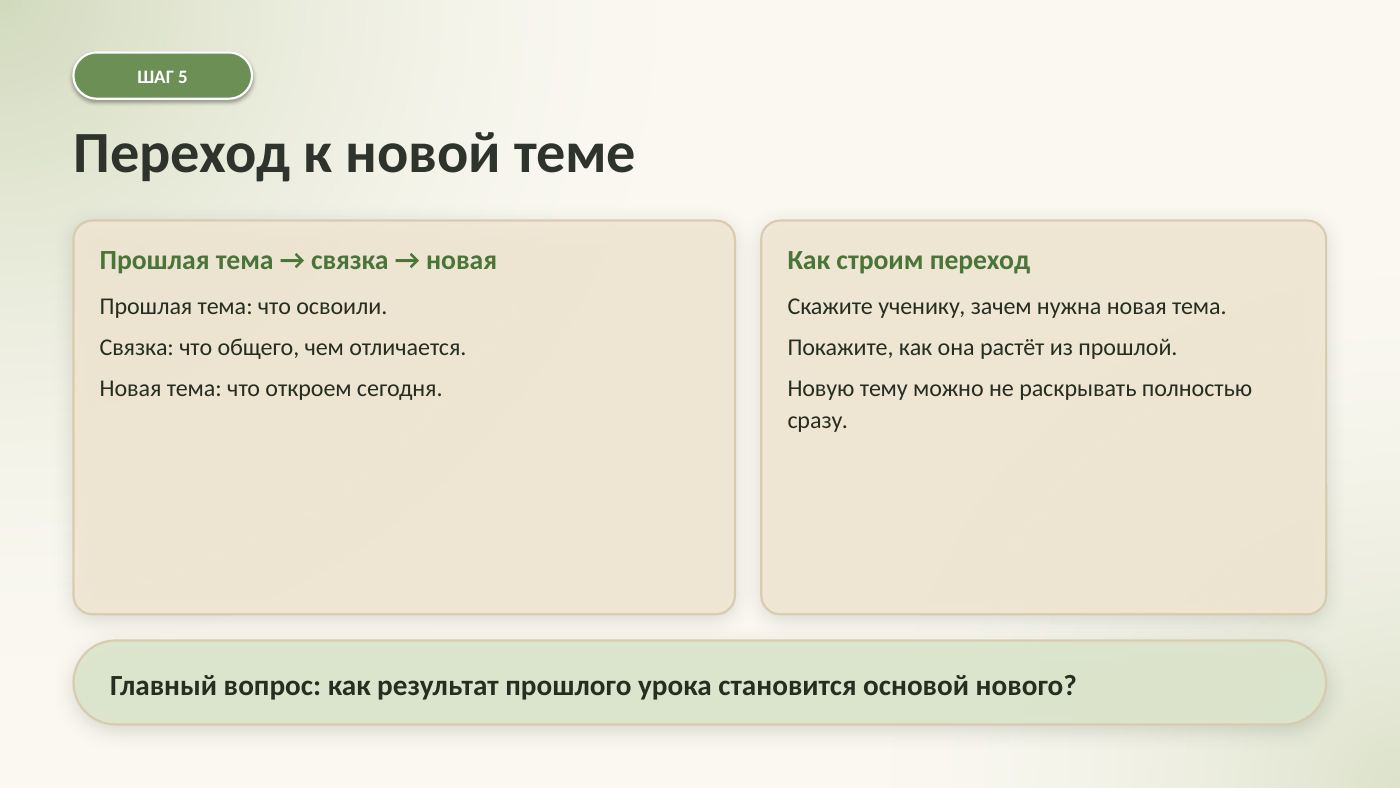 ШАГ 5
Переход к новой теме
Прошлая тема → связка → новая
Прошлая тема: что освоили.
Связка: что общего, чем отличается.
Новая тема: что откроем сегодня.
Как строим переход
Скажите ученику, зачем нужна новая тема.
Покажите, как она растёт из прошлой.
Новую тему можно не раскрывать полностью
сразу.
Главный вопрос: как результат прошлого урока становится основой нового?